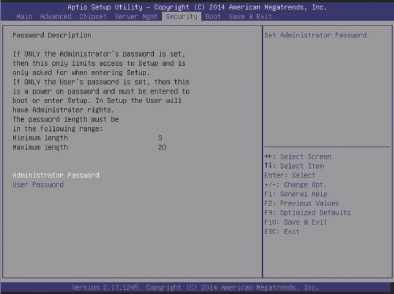 Aptio Setup Utility - Copyright (C) 2014 American Megatrends, Inc.
Main Advanced Chipset Server Mgmt Security Boot Save & Exit
Password Description
Set Administrator Password
If ONLY the Administrator's password is set,
then this only limits access to Setup and is
only asked for when entering Setup.
If ONLY the User's password is set, then this
is a power on password and must be entered to
boot or enter Setup. In Setup the User will
have Administrator rights.
The password length must be
in the following range:
Minimum length 3
Maximum length 20
Administrator Password
User Password
→←: Select Screen
↑↓: Select Item
Enter: Select
+/-: Change Opt.
F1: General Help
F2: Previous Values
F9: Optimized Defaults
F10: Save & Exit
ESC: Exit
Version 2.17.1249. Copyright (C) 2014 American Megatrends, Inc.